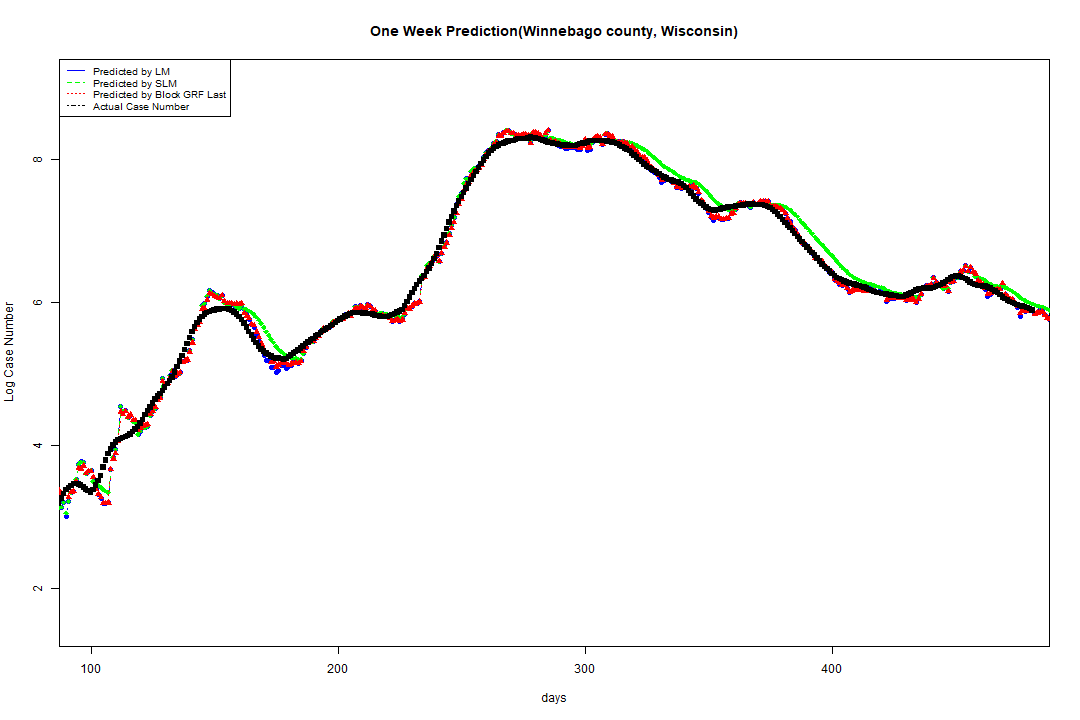 One Week Prediction(Winnebago county, Wisconsin)
Predicted by LM
Predicted by SLM
Predicted by Block GRF Last
Actual Case Number
8
6
4
2
Log Case Number
100 200 300 400
days